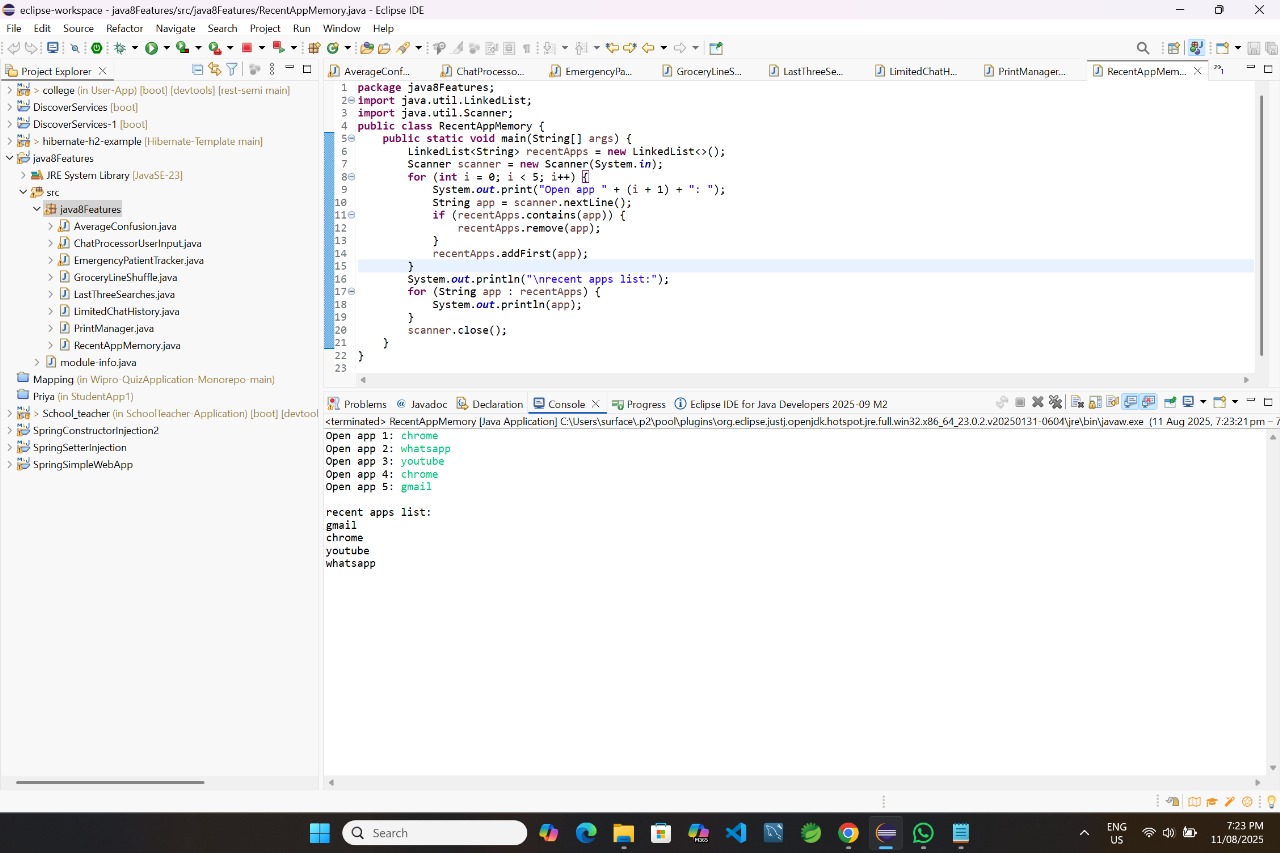 eclipse-workspace - java8Features/src/java8Features/RecentAppMemory.java - Eclipse IDE
File Edit Source Refactor Navigate Search Project Run Window Help
Project Explorer
AverageConf... ChatProcesso... EmergencyPa... GroceryLineS... LastThreeSe... LimitedChatH... PrintManager... RecentAppMem... »1
> college (in User-App) [boot] [devtools] [rest-semi main]
DiscoverServices [boot]
DiscoverServices-1 [boot]
> hibernate-h2-example [Hibernate-Template main]
java8Features
JRE System Library [JavaSE-23]
src
java8Features
AverageConfusion.java
ChatProcessorUserInput.java
EmergencyPatientTracker.java
GroceryLineShuffle.java
LastThreeSearches.java
LimitedChatHistory.java
PrintManager.java
RecentAppMemory.java
module-info.java
Mapping (in Wipro-QuizApplication-Monorepo-main)
Priya (in StudentApp1)
> School_teacher (in SchoolTeacher-Application) [boot] [devtool
SpringConstructorInjection2
SpringSetterInjection
SpringSimpleWebApp
1 package java8Features;
2 import java.util.LinkedList;
3 import java.util.Scanner;
4 public class RecentAppMemory {
5 public static void main(String[] args) {
6 LinkedList<String> recentApps = new LinkedList<>();
7 Scanner scanner = new Scanner(System.in);
8 for (int i = 0; i < 5; i++) {
9 System.out.print("Open app " + (i + 1) + ": ");
10 String app = scanner.nextLine();
11 if (recentApps.contains(app)) {
12 recentApps.remove(app);
13 }
14 recentApps.addFirst(app);
15 }
16 System.out.println("\nrecent apps list:");
17 for (String app : recentApps) {
18 System.out.println(app);
19 }
20 scanner.close();
21 }
22 }
23
Problems @ Javadoc Declaration Console Progress Eclipse IDE for Java Developers 2025-09 M2
<terminated> RecentAppMemory [Java Application] C:\Users\surface\.p2\pool\plugins\org.eclipse.justj.openjdk.hotspot.jre.full.win32.x86_64_23.0.2.v20250131-0604\jre\bin\javaw.exe (11 Aug 2025, 7:23:21 pm – 7
Open app 1: chrome
Open app 2: whatsapp
Open app 3: youtube
Open app 4: chrome
Open app 5: gmail
recent apps list:
gmail
chrome
youtube
whatsapp
Search
M365
ENG
US
7:23 PM
11/08/2025